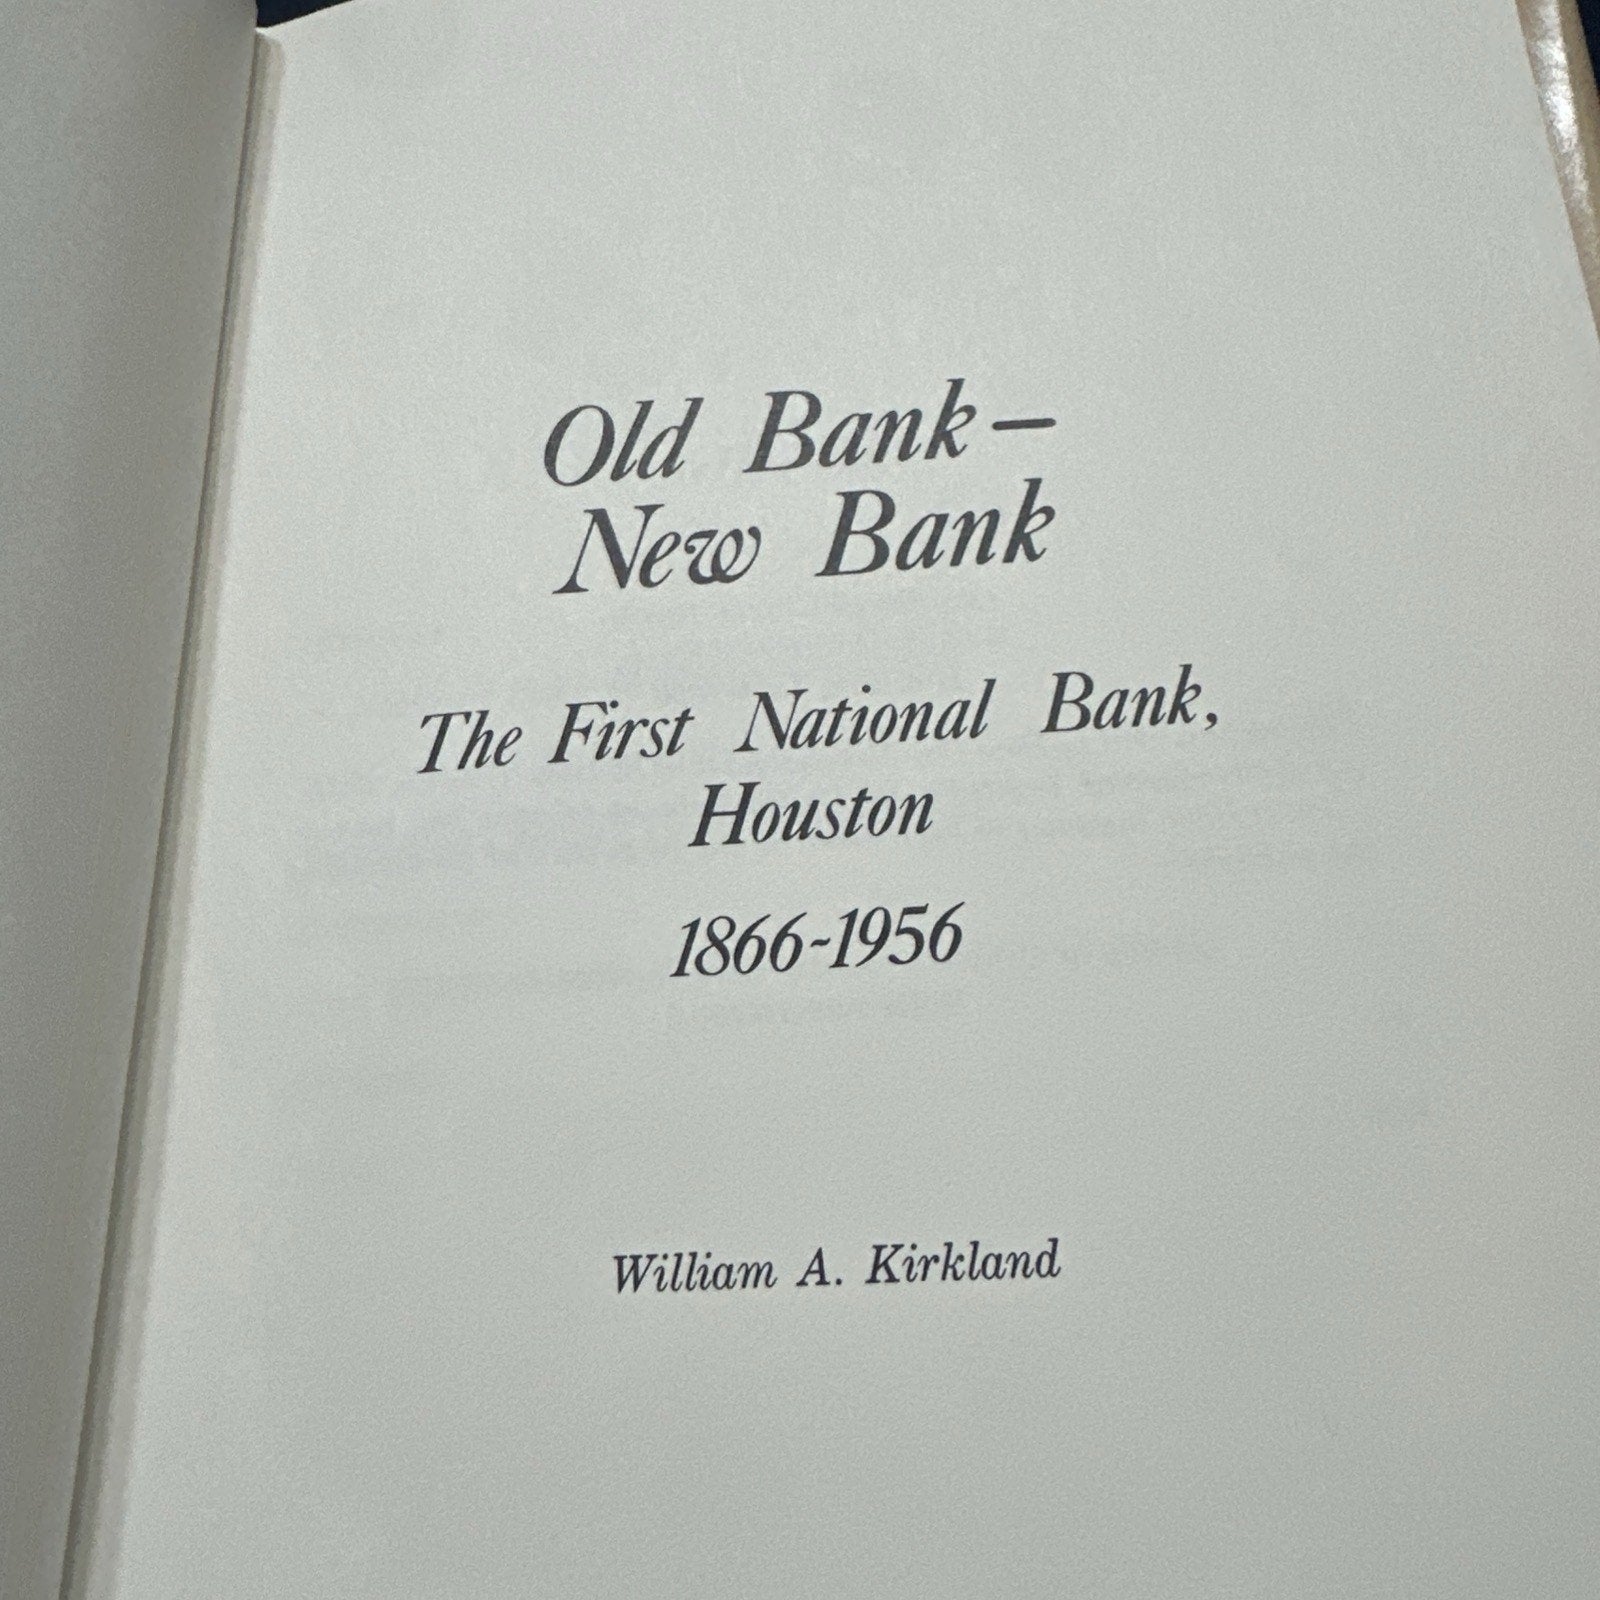 Old Bank–
New Bank
The First National Bank,
Houston
1866~1956
William A. Kirkland